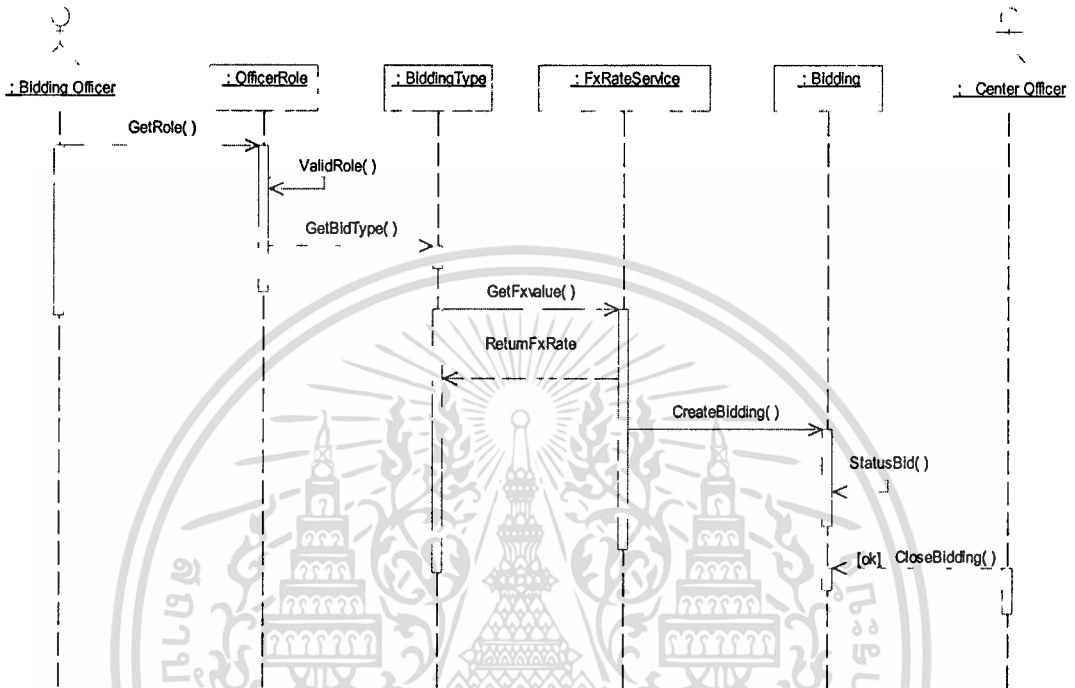 : Bidding Officer
: OfficerRole
: BiddingType
: FxRateService
: Bidding
: Center Officer
GetRole( )
ValidRole( )
GetBidType( )
GetFxvalue( )
ReturnFxRate
CreateBidding( )
StatusBid( )
[ok] CloseBidding( )